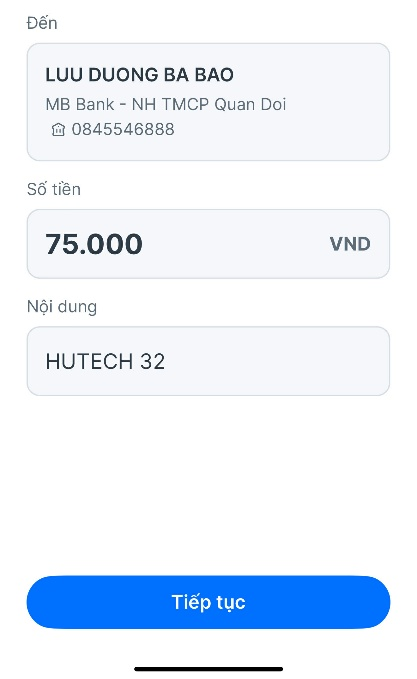 Đến
LUU DUONG BA BAO
MB Bank - NH TMCP Quan Doi
0845546888
Số tiền
75.000 VND
Nội dung
HUTECH 32
Tiếp tục